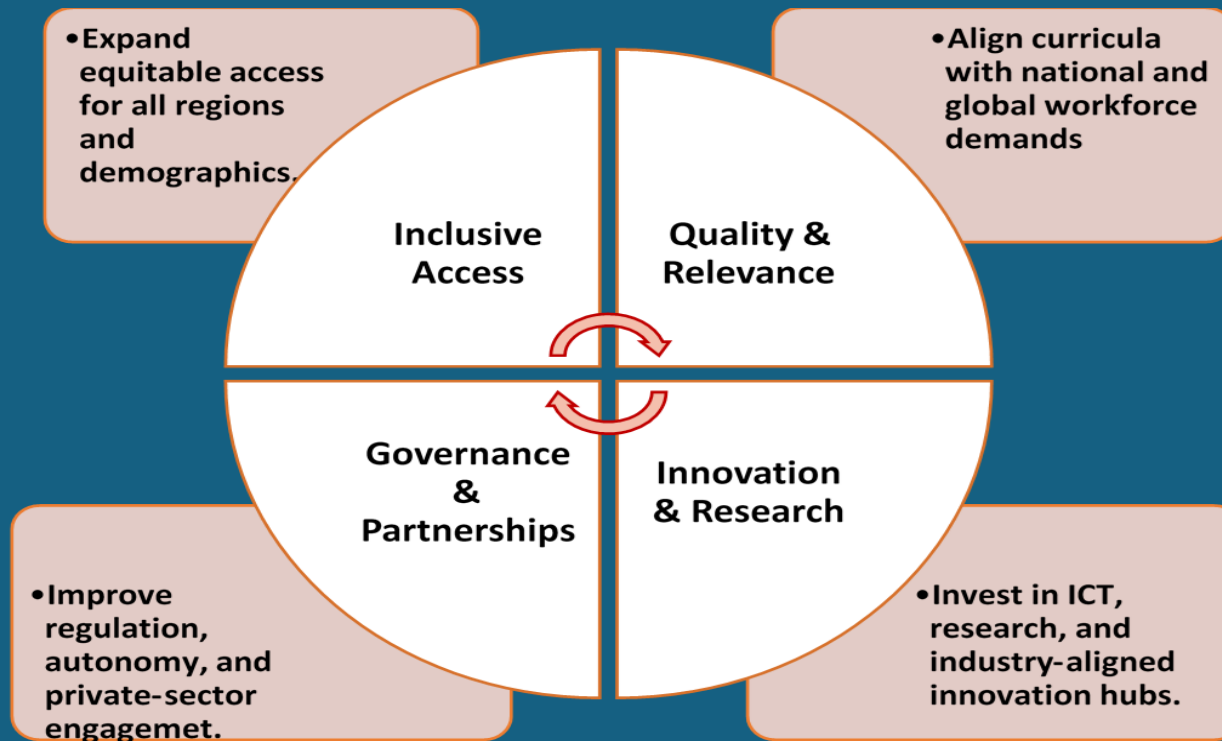 •Expand
equitable access
for all regions
and
demographics.
•Align curricula
with national and
global workforce
demands
Inclusive
Access
Quality &
Relevance
Governance
&
Partnerships
Innovation
& Research
•Improve
regulation,
autonomy, and
private-sector
engagemet.
•Invest in ICT,
research, and
industry-aligned
innovation hubs.